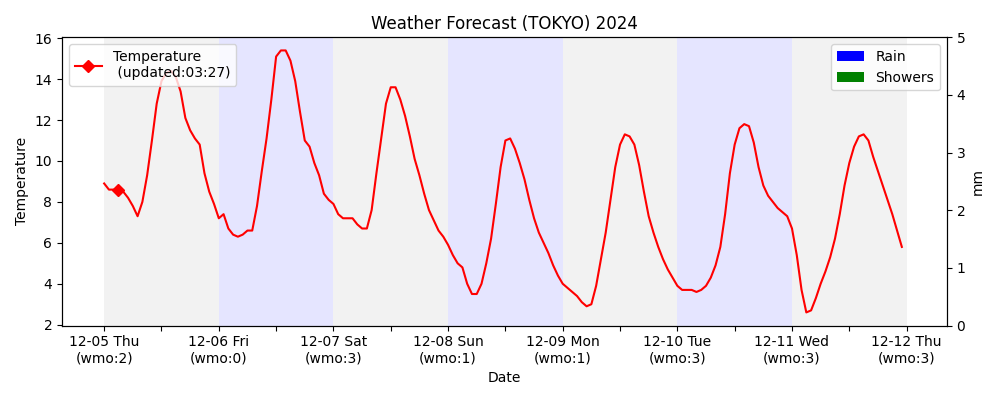 Weather Forecast (TOKYO) 2024
Temperature
(updated:03:27)
Rain
Showers
Temperature
16
14
12
10
8
6
4
2
5
4
3
2
1
0
mm
12-05 Thu
(wmo:2)
12-06 Fri
(wmo:0)
12-07 Sat
(wmo:3)
12-08 Sun
(wmo:1)
12-09 Mon
(wmo:1)
12-10 Tue
(wmo:3)
12-11 Wed
(wmo:3)
12-12 Thu
(wmo:3)
Date